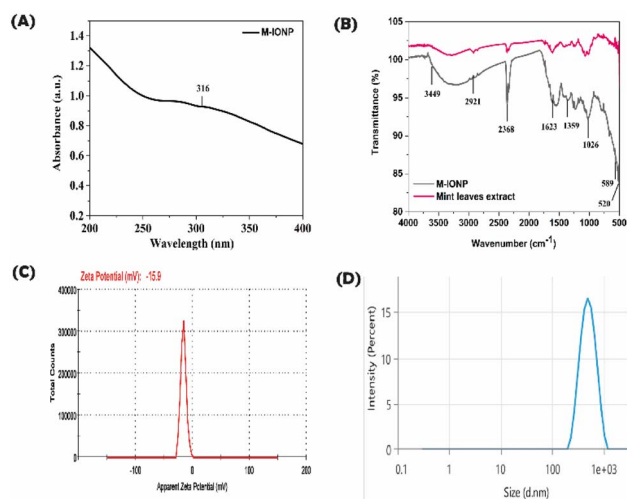 (A)
M-IONP
316
1.4
1.2
1.0
0.8
0.6
0.4
0.2
Absorbance (a.u.)
200 250 300 350 400
Wavelength (nm)
(B)
105
100
95
90
85
80
Transmittance (%)
3449
2921
2368
1623
1359
1026
589
520
M-IONP
Mint leaves extract
4000 3500 3000 2500 2000 1500 1000 500
Wavenumber (cm⁻¹)
(C)
Zeta Potential (mV): -15.9
400000
300000
200000
100000
0
Total Counts
-100 0 100 200
Apparent Zeta Potential (mV)
(D)
15
10
5
0
Intensity (Percent)
0.1 1 10 100 1e+03
Size (d.nm)